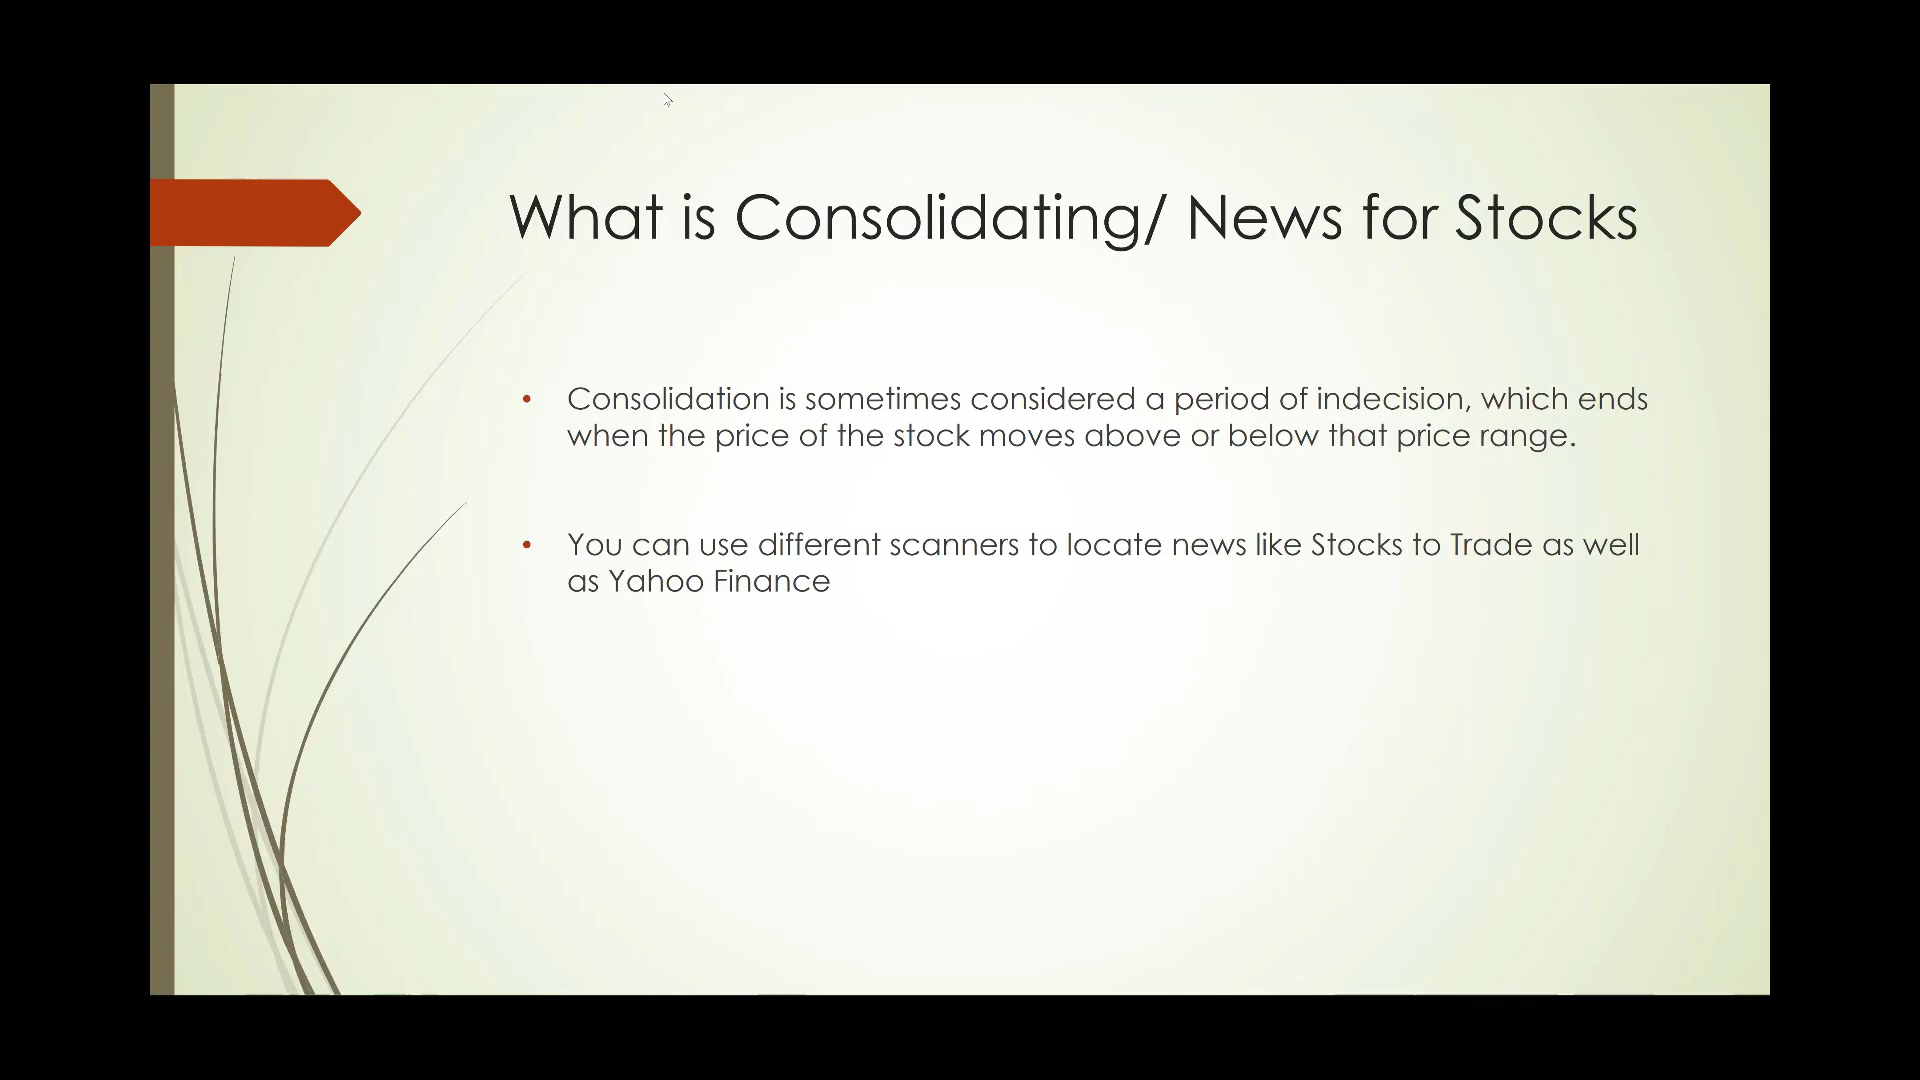 What is Consolidating/ News for Stocks
• Consolidation is sometimes considered a period of indecision, which ends
when the price of the stock moves above or below that price range.
• You can use different scanners to locate news like Stocks to Trade as well
as Yahoo Finance